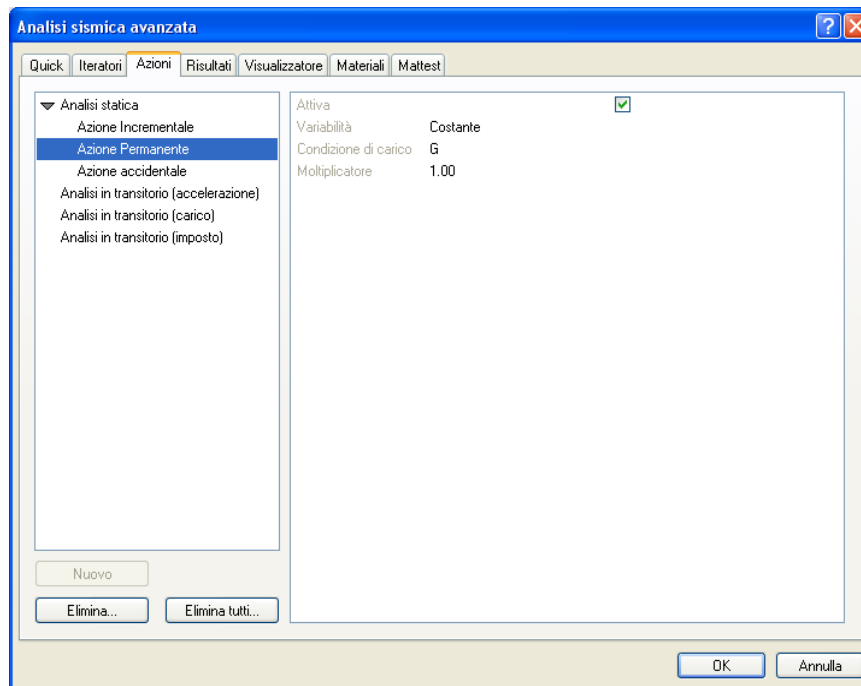 Analisi sismica avanzata
Quick Iteratori Azioni Risultati Visualizzatore Materiali Mattest
Analisi statica
Azione Incrementale
Azione Permanente
Azione accidentale
Analisi in transitorio (accelerazione)
Analisi in transitorio (carico)
Analisi in transitorio (imposto)
Attiva
Variabilità Costante
Condizione di carico G
Moltiplicatore 1.00
Nuovo
Elimina... Elimina tutti...
OK Annulla